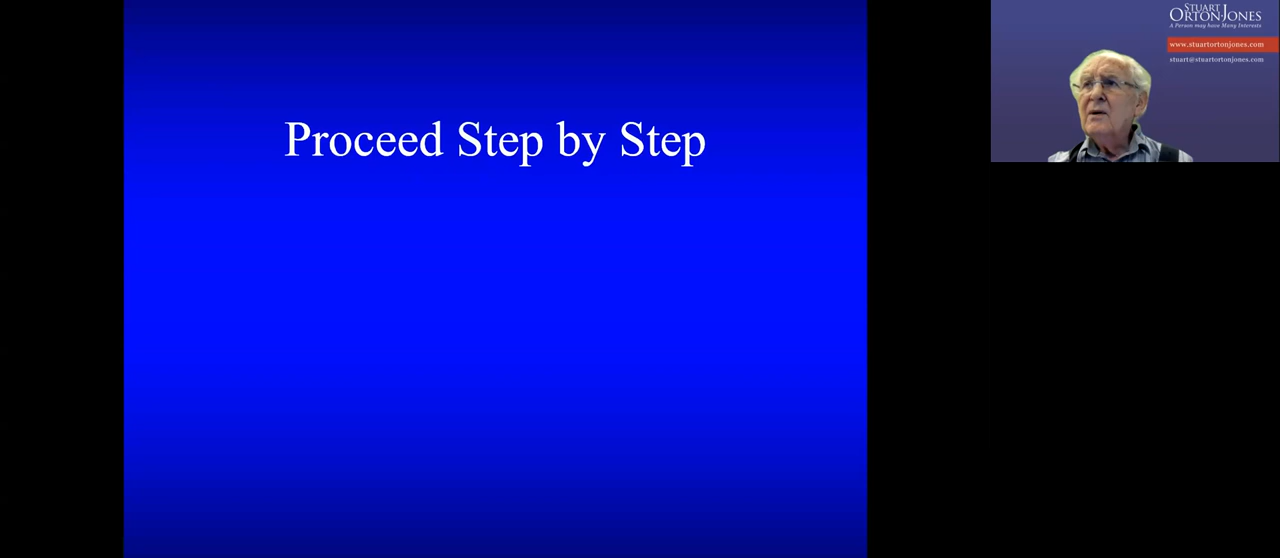 Proceed Step by Step
STUART
ORTON-JONES
A Person may have Many Interests
www.stuartortonjones.com
stuart@stuartortonjones.com